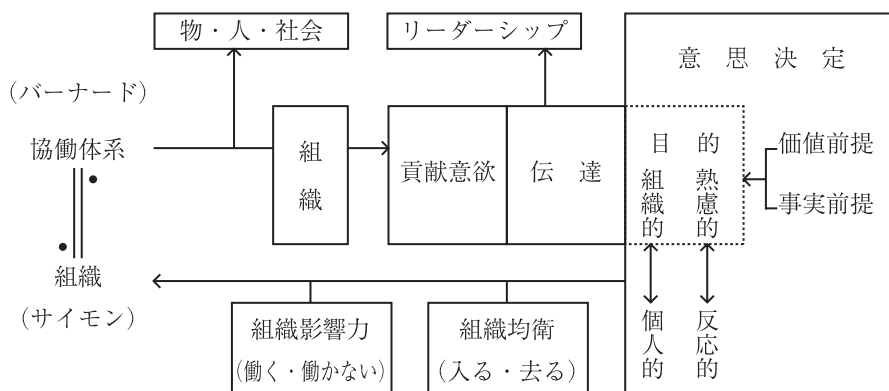 物・人・社会
リーダーシップ
意思決定
(バーナード)
協働体系
組織
(サイモン)
組織
貢献意欲
伝達
目的
組織的
熟慮的
価値前提
事実前提
個人的
反応的
組織影響力
(働く・働かない)
組織均衡
(入る・去る)